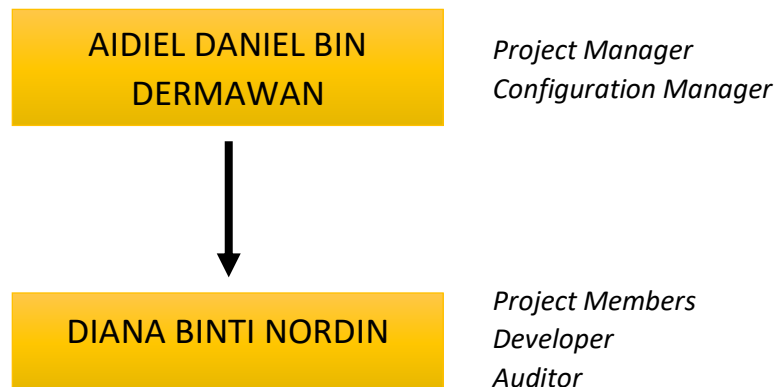 AIDIEL DANIEL BIN
DERMAWAN
Project Manager
Configuration Manager
DIANA BINTI NORDIN
Project Members
Developer
Auditor